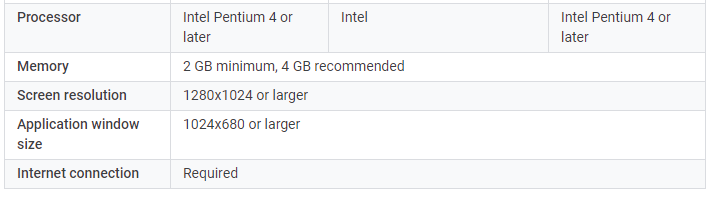 Processor
Intel Pentium 4 or
later
Intel
Intel Pentium 4 or
later
Memory
2 GB minimum, 4 GB recommended
Screen resolution
1280x1024 or larger
Application window
size
1024x680 or larger
Internet connection
Required